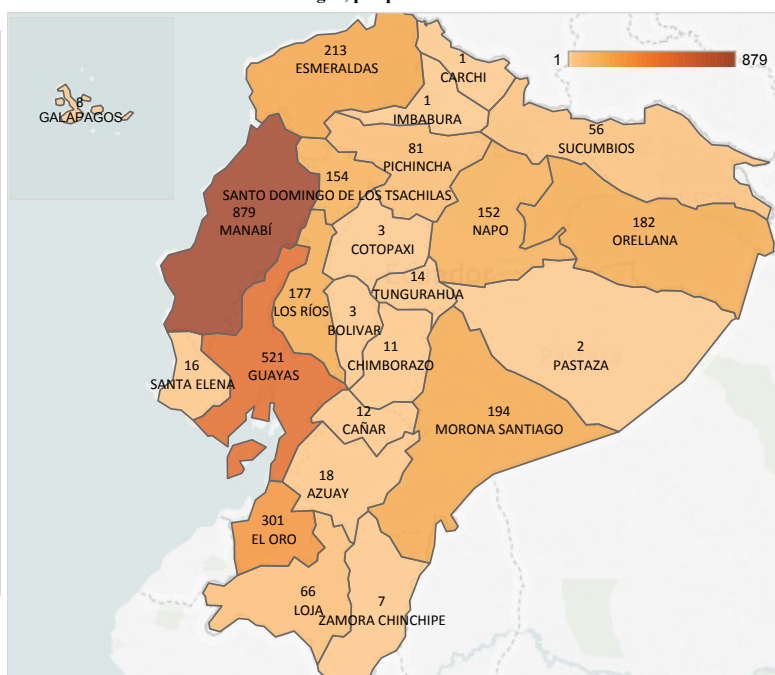 213
ESMERALDAS
1
CARCHI
1
879
8
GALÁPAGOS
1
IMBABURA
56
SUCUMBIOS
81
PICHINCHA
154
SANTO DOMINGO DE LOS TSACHILAS
879
MANABÍ
152
NAPO
182
ORELLANA
3
COTOPAXI
Ecuador
14
TUNGURAHUA
177
LOS RÍOS
3
BOLIVAR
11
CHIMBORAZO
2
PASTAZA
16
SANTA ELENA
521
GUAYAS
12
CAÑAR
194
MORONA SANTIAGO
18
AZUAY
301
EL ORO
66
LOJA
7
ZAMORA CHINCHIPE